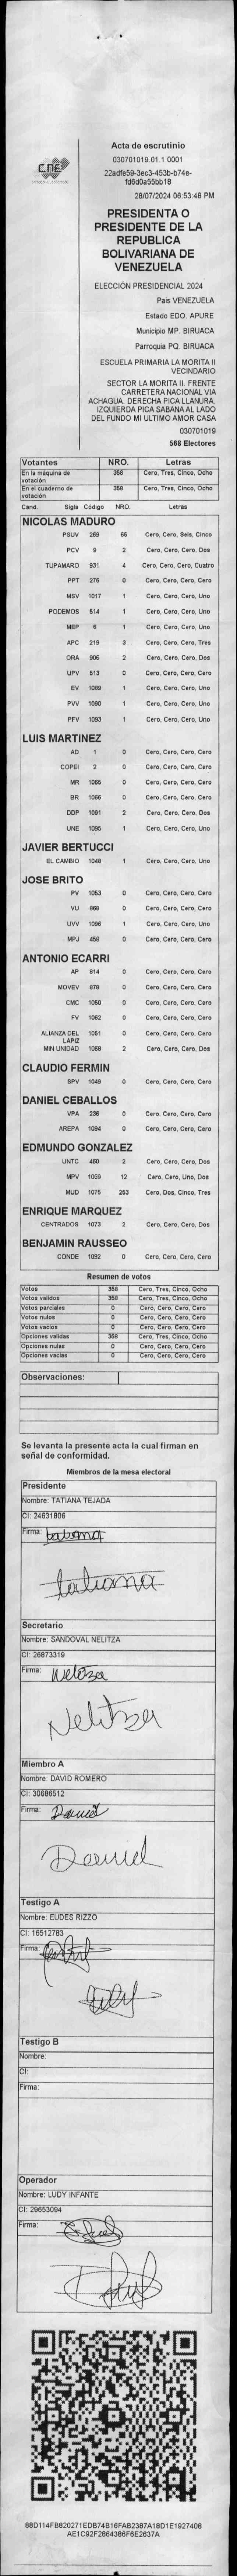 CNE
Acta de escrutinio
030701019.01.1.0001
22adfe59-3ec3-453b-b74e-
fd6d0a55bb18
28/07/2024 06:53:48 PM
PRESIDENTA O
PRESIDENTE DE LA
REPUBLICA
BOLIVARIANA DE
VENEZUELA
ELECCIÓN PRESIDENCIAL 2024
Pais VENEZUELA
Estado EDO. APURE
Municipio MP. BIRUACA
Parroquia PQ. BIRUACA
ESCUELA PRIMARIA LA MORITA II
VECINDARIO
SECTOR LA MORITA II. FRENTE
CARRETERA NACIONAL VIA
ACHAGUA. DERECHA PICA LLANURA.
IZQUIERDA PICA SABANA AL LADO
DEL FUNDO MI ULTIMO AMOR CASA
030701019
568 Electores
Votantes NRO. Letras
En la máquina de votación 358 Cero, Tres, Cinco, Ocho
En el cuaderno de votación 358 Cero, Tres, Cinco, Ocho
Cand. Sigla Código NRO. Letras
NICOLAS MADURO
PSUV 269 65 Cero, Cero, Seis, Cinco
PCV 9 2 Cero, Cero, Cero, Dos
TUPAMARO 931 4 Cero, Cero, Cero, Cuatro
PPT 276 0 Cero, Cero, Cero, Cero
MSV 1017 1 Cero, Cero, Cero, Uno
PODEMOS 514 1 Cero, Cero, Cero, Uno
MEP 6 1 Cero, Cero, Cero, Uno
APC 219 3 Cero, Cero, Cero, Tres
ORA 906 2 Cero, Cero, Cero, Dos
UPV 513 0 Cero, Cero, Cero, Cero
EV 1089 1 Cero, Cero, Cero, Uno
PVV 1090 1 Cero, Cero, Cero, Uno
PFV 1093 1 Cero, Cero, Cero, Uno
LUIS MARTINEZ
AD 1 0 Cero, Cero, Cero, Cero
COPEI 2 0 Cero, Cero, Cero, Cero
MR 1065 0 Cero, Cero, Cero, Cero
BR 1066 0 Cero, Cero, Cero, Cero
DDP 1091 2 Cero, Cero, Cero, Dos
UNE 1095 1 Cero, Cero, Cero, Uno
JAVIER BERTUCCI
EL CAMBIO 1048 1 Cero, Cero, Cero, Uno
JOSE BRITO
PV 1053 0 Cero, Cero, Cero, Cero
VU 868 0 Cero, Cero, Cero, Cero
UVV 1096 1 Cero, Cero, Cero, Uno
MPJ 458 0 Cero, Cero, Cero, Cero
ANTONIO ECARRI
AP 814 0 Cero, Cero, Cero, Cero
MOVEV 878 0 Cero, Cero, Cero, Cero
CMC 1050 0 Cero, Cero, Cero, Cero
FV 1062 0 Cero, Cero, Cero, Cero
ALIANZA DEL LAPIZ 1051 0 Cero, Cero, Cero, Cero
MIN UNIDAD 1068 2 Cero, Cero, Cero, Dos
CLAUDIO FERMIN
SPV 1049 0 Cero, Cero, Cero, Cero
DANIEL CEBALLOS
VPA 236 0 Cero, Cero, Cero, Cero
AREPA 1094 0 Cero, Cero, Cero, Cero
EDMUNDO GONZALEZ
UNTC 460 2 Cero, Cero, Cero, Dos
MPV 1069 12 Cero, Cero, Uno, Dos
MUD 1075 253 Cero, Dos, Cinco, Tres
ENRIQUE MARQUEZ
CENTRADOS 1073 2 Cero, Cero, Cero, Dos
BENJAMIN RAUSSEO
CONDE 1092 0 Cero, Cero, Cero, Cero
Resumen de votos
Votos 358 Cero, Tres, Cinco, Ocho
Votos validos 358 Cero, Tres, Cinco, Ocho
Votos parciales 0 Cero, Cero, Cero, Cero
Votos nulos 0 Cero, Cero, Cero, Cero
Votos vacios 0 Cero, Cero, Cero, Cero
Opciones validas 358 Cero, Tres, Cinco, Ocho
Opciones nulas 0 Cero, Cero, Cero, Cero
Opciones vacias 0 Cero, Cero, Cero, Cero
Observaciones:
Se levanta la presente acta la cual firman en
señal de conformidad.
Miembros de la mesa electoral
Presidente
Nombre: TATIANA TEJADA
CI: 24631806
Firma: tatiana
tatiana
Secretario
Nombre: SANDOVAL NELITZA
CI: 26873319
Firma: Nelitza
Nelitza
Miembro A
Nombre: DAVID ROMERO
CI: 30686512
Firma: David
David
Testigo A
Nombre: EUDES RIZZO
CI: 16512783
Firma:
Testigo B
Nombre:
CI:
Firma:
Operador
Nombre: LUDY INFANTE
CI: 29653094
Firma:
88D114FB820271EDB74B16FAB2387A18D1E1927408
AE1C92F2864386F6E2637A